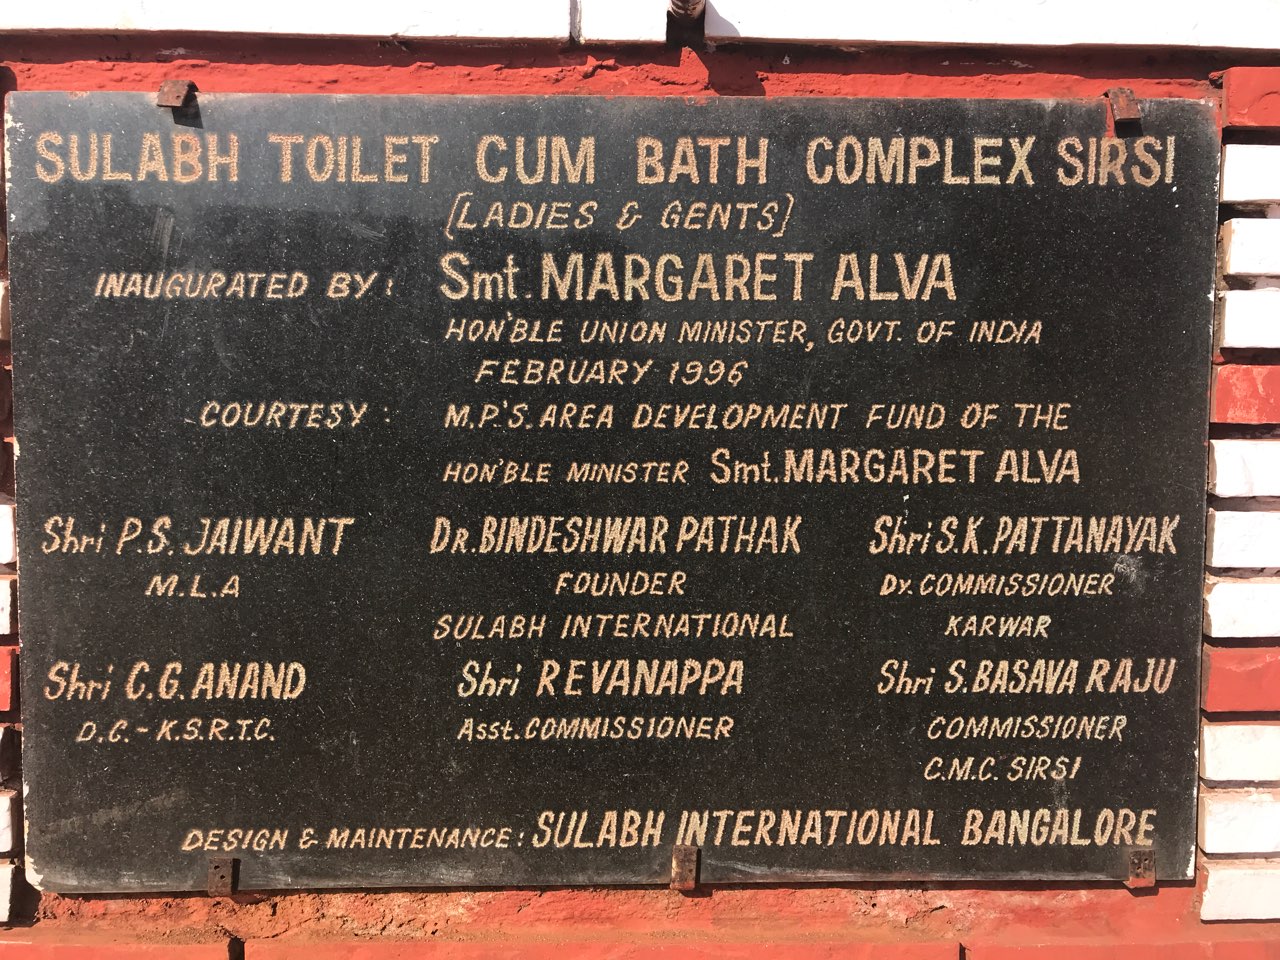 SULABH TOILET CUM BATH COMPLEX SIRSI
[LADIES & GENTS]
INAUGURATED BY: Smt. MARGARET ALVA
HON'BLE UNION MINISTER, GOVT. OF INDIA
FEBRUARY 1996
COURTESY : M.P.'S. AREA DEVELOPMENT FUND OF THE
HON'BLE MINISTER Smt. MARGARET ALVA
Shri P.S. JAIWANT DR. BINDESHWAR PATHAK Shri S.K. PATTANAYAK
M.L.A FOUNDER DY. COMMISSIONER
SULABH INTERNATIONAL KARWAR
Shri C.G. ANAND Shri REVANAPPA Shri S. BASAVA RAJU
D.C.-K.S.R.T.C. Asst. COMMISSIONER COMMISSIONER
C.M.C. SIRSI
DESIGN & MAINTENANCE: SULABH INTERNATIONAL BANGALORE